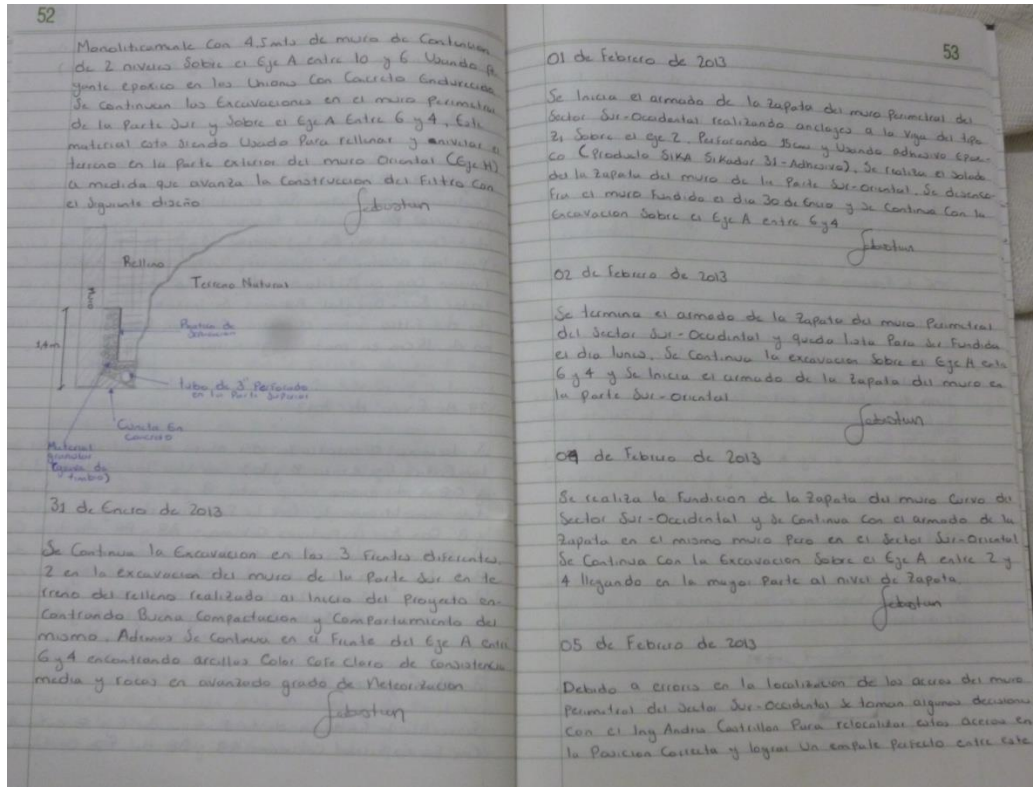 52
Monoliticamente Con 4.5mts de muro de Contencion
de 2 niveles Sobre el Eje A entre 10 y 6 Usando
puente epoxico en las Uniones Con Concreto Endurecido
Se Continuan las Excavaciones en el muro Perimetral
de la Parte Sur y Sobre el Eje A Entre 6 y 4, Este
material esta siendo Usado Para rellenar y nivelar el
terreno en la Parte exterior del muro Oriental (Eje H)
a medida que avanza la Construccion del Filtro Con
el Siguiente diseño
Sebastian
Relleno
Terreno Natural
Muro
Pantalla de
1,4m
tubo de 3" Perforado
en la Parte Superior
Cuneta En
Concreto
Material
granular
31 de Enero de 2013
Se Continua la Excavacion en los 3 Frentes diferentes,
2 en la excavacion del muro de la Parte Sur en te
rreno del relleno realizado al Inicio del Proyecto en-
Contrando Buena Compactacion y Comportamiento del
mismo. Ademas Se Continua en el Frente del Eje A entre
6 y 4 encontrando arcillas Color Cafe Claro de Consistencia
media y rocas en avanzado grado de Meteorizacion
Sebastian
53
01 de Febrero de 2013
Se Inicia el armado de la Zapata del muro Perimetral del
Sector Sur-Occidental realizando anclajes a la Viga del tipo
2, Sobre el eje 2. Perforando 15cm y Usando adhesivo epoxi-
co (Producto SIKA Sikadur 31-Adhesivo). Se realiza el Solado
de la Zapata del muro de la Parte Sur-Oriental. Se desenco-
fra el muro Fundido el dia 30 de Enero y se Continua Con la
Excavacion Sobre el Eje A entre 6 y 4
Sebastian
02 de Febrero de 2013
Se termina el armado de la Zapata del muro Perimetral
del Sector Sur-Occidental y queda lista Para Ser Fundida
el dia lunes. Se Continua la excavacion Sobre el Eje A entre
6 y 4 y Se Inicia el armado de la Zapata del muro en
la Parte Sur-Oriental
Sebastian
04 de Febrero de 2013
Se realiza la Fundicion de la Zapata del muro Curvo del
Sector Sur-Occidental y Se Continua Con el armado de la
Zapata en el mismo muro Pero en el Sector Sur-Oriental
Se Continua Con la Excavacion Sobre el Eje A entre 2 y
4 llegando en la mayor Parte al nivel de Zapata
Sebastian
05 de Febrero de 2013
Debido a errores en la localizacion de los aceros del muro
Perimetral del Sector Sur-Occidental Se toman algunas decisiones
Con el Ing Andres Castrillon Para relocalizar estos aceros en
la Posicion Correcta y lograr Un empate Perfecto entre este